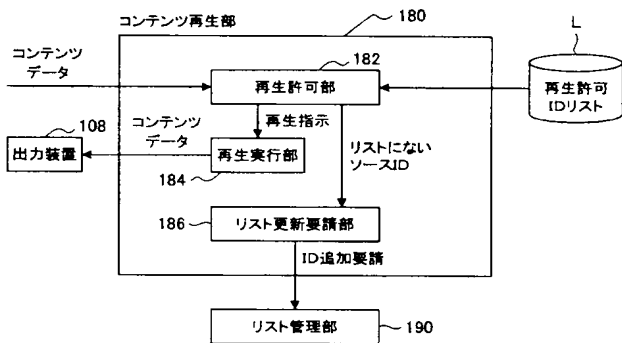 コンテンツ再生部
180
L
コンテンツ
データ
182
再生許可部
再生許可
IDリスト
再生指示
コンテンツ
データ
リストにない
ソースID
108
出力装置
再生実行部
184
186
リスト更新要請部
ID追加要請
リスト管理部
190